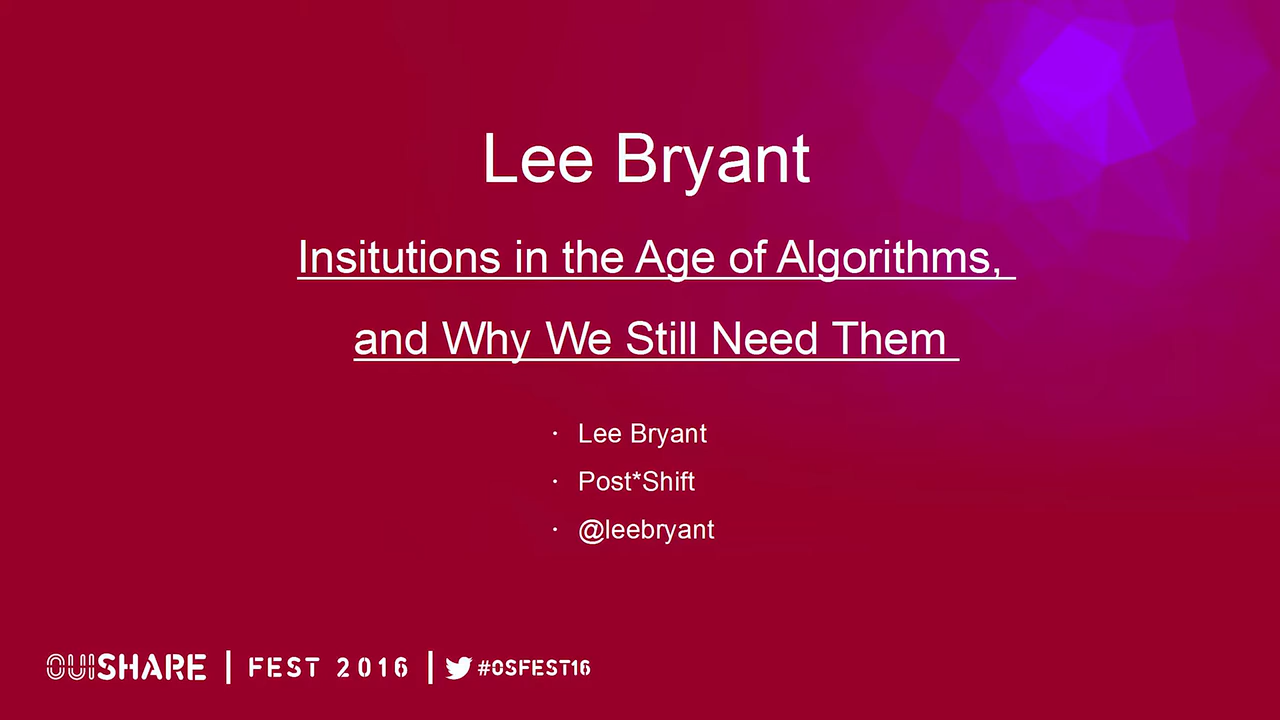 Lee Bryant
Insitutions in the Age of Algorithms,
and Why We Still Need Them
· Lee Bryant
· Post*Shift
· @leebryant
OUISHARE | FEST 2016 | #OSFEST16